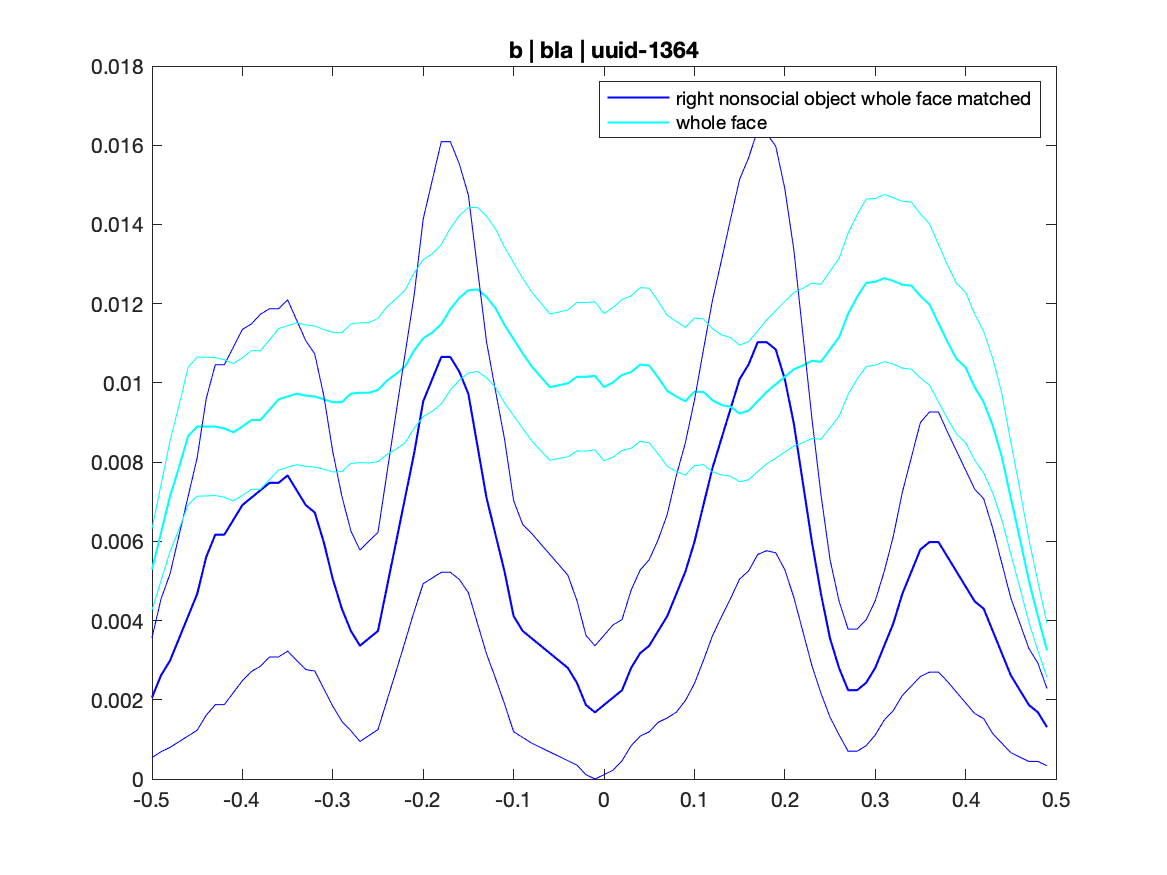 b | bla | uuid-1364
0.018
0.016
0.014
0.012
0.01
0.008
0.006
0.004
0.002
0
right nonsocial object whole face matched
whole face
-0.5 -0.4 -0.3 -0.2 -0.1 0 0.1 0.2 0.3 0.4 0.5